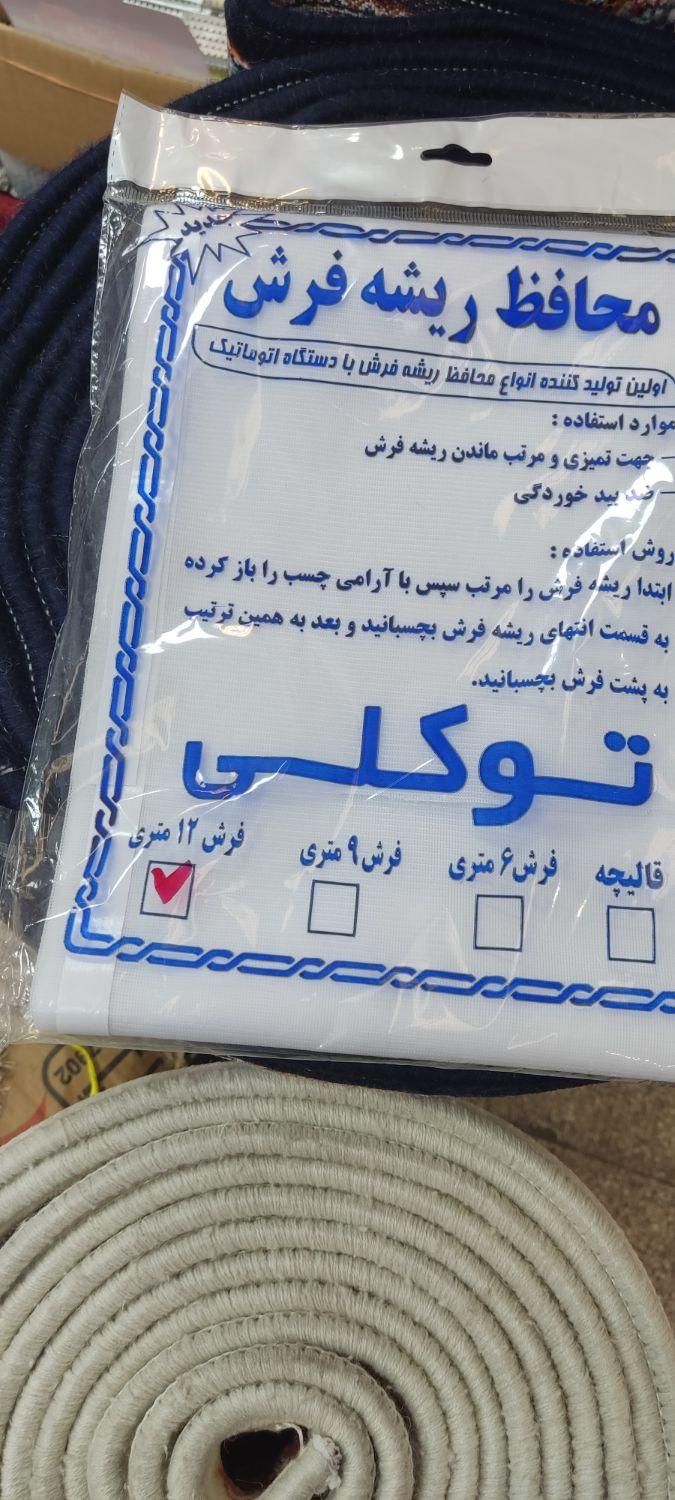 جدید
محافظ ریشه فرش
اولین تولید کننده انواع محافظ ریشه فرش با دستگاه اتوماتیک
موارد استفاده :
– جهت تمیزی و مرتب ماندن ریشه فرش
– ضد بید خوردگی
روش استفاده :
ابتدا ریشه فرش را مرتب سپس با آرامی چسب را باز کرده
به قسمت انتهای ریشه فرش بچسبانید و بعد به همین ترتیب
به پشت فرش بچسبانید.
توکلی
قالیچه فرش ۶ متری فرش ۹ متری فرش ۱۲ متری
902